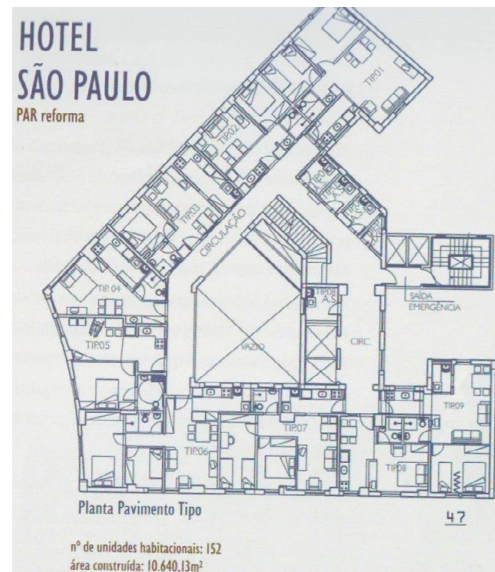 HOTEL
SÃO PAULO
PAR reforma
TIP.01
TIP.02
TIP.03
CIRCULAÇÃO
TIP. 04
TIP.05
SAÍDA
EMERGÊNCIA
A.S.
VAZIO
CIRC.
TIP.09
TIP.06
TIP.07
TIP.08
Planta Pavimento Tipo
47
nº de unidades habitacionais: 152
área construída: 10.640,13m²